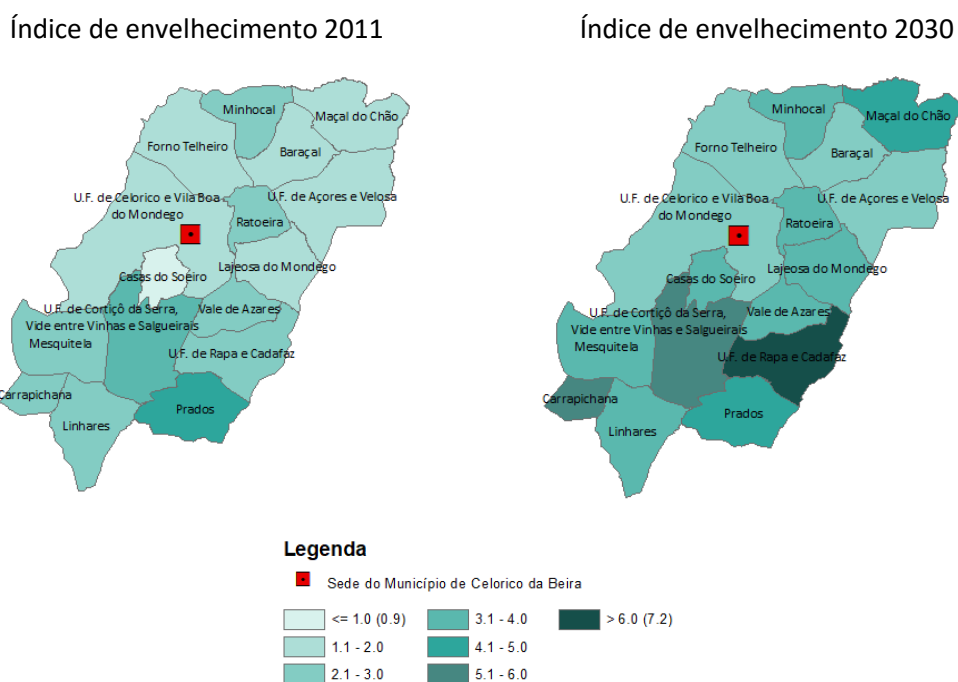 Índice de envelhecimento 2011
Índice de envelhecimento 2030
Minhocal
Maçal do Chão
Forno Telheiro
Baraçal
U.F. de Celorico e Vila Boa
do Mondego
U.F. de Açores e Velosa
Ratoeira
Casas do Soeiro
Lajeosa do Mondego
U.F. de Cortiçô da Serra,
Vide entre Vinhas e Salgueirais
Vale de Azares
Mesquitela
U.F. de Rapa e Cadafaz
Carrapichana
Prados
Linhares
Minhocal
Maçal do Chão
Forno Telheiro
Baraçal
U.F. de Celorico e Vila Boa
do Mondego
U.F. de Açores e Velosa
Ratoeira
Casas do Soeiro
Lajeosa do Mondego
U.F. de Cortiçô da Serra,
Vide entre Vinhas e Salgueirais
Vale de Azares
Mesquitela
U.F. de Rapa e Cadafaz
Carrapichana
Prados
Linhares
Legenda
Sede do Município de Celorico da Beira
<= 1.0 (0.9)
1.1 - 2.0
2.1 - 3.0
3.1 - 4.0
4.1 - 5.0
5.1 - 6.0
> 6.0 (7.2)